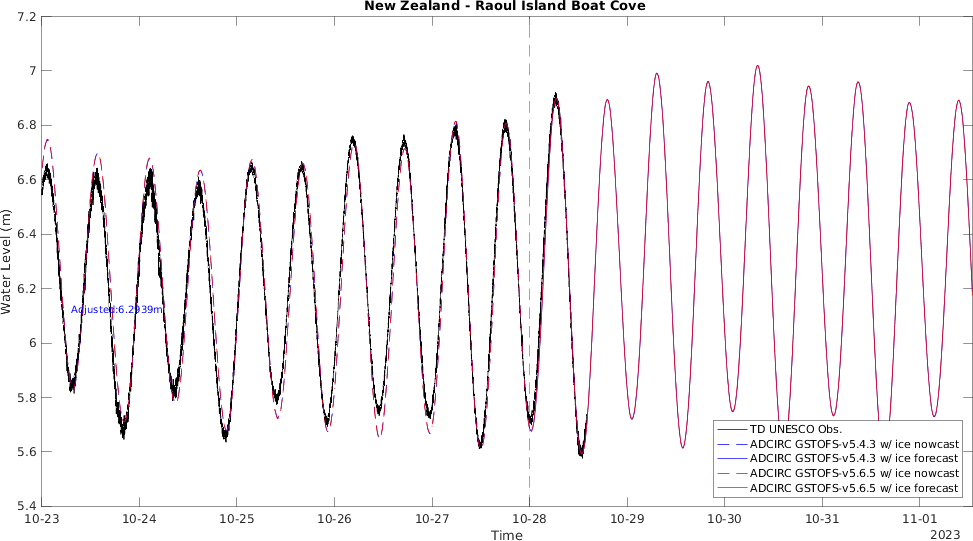 New Zealand - Raoul Island Boat Cove
7.2
7
6.8
6.6
6.4
6.2
6
5.8
5.6
5.4
Water Level (m)
Adjusted:6.2939m
TD UNESCO Obs.
ADCIRC GSTOFS-v5.4.3 w/ ice nowcast
ADCIRC GSTOFS-v5.4.3 w/ ice forecast
ADCIRC GSTOFS-v5.6.5 w/ ice nowcast
ADCIRC GSTOFS-v5.6.5 w/ ice forecast
10-23 10-24 10-25 10-26 10-27 10-28 10-29 10-30 10-31 11-01
Time
2023